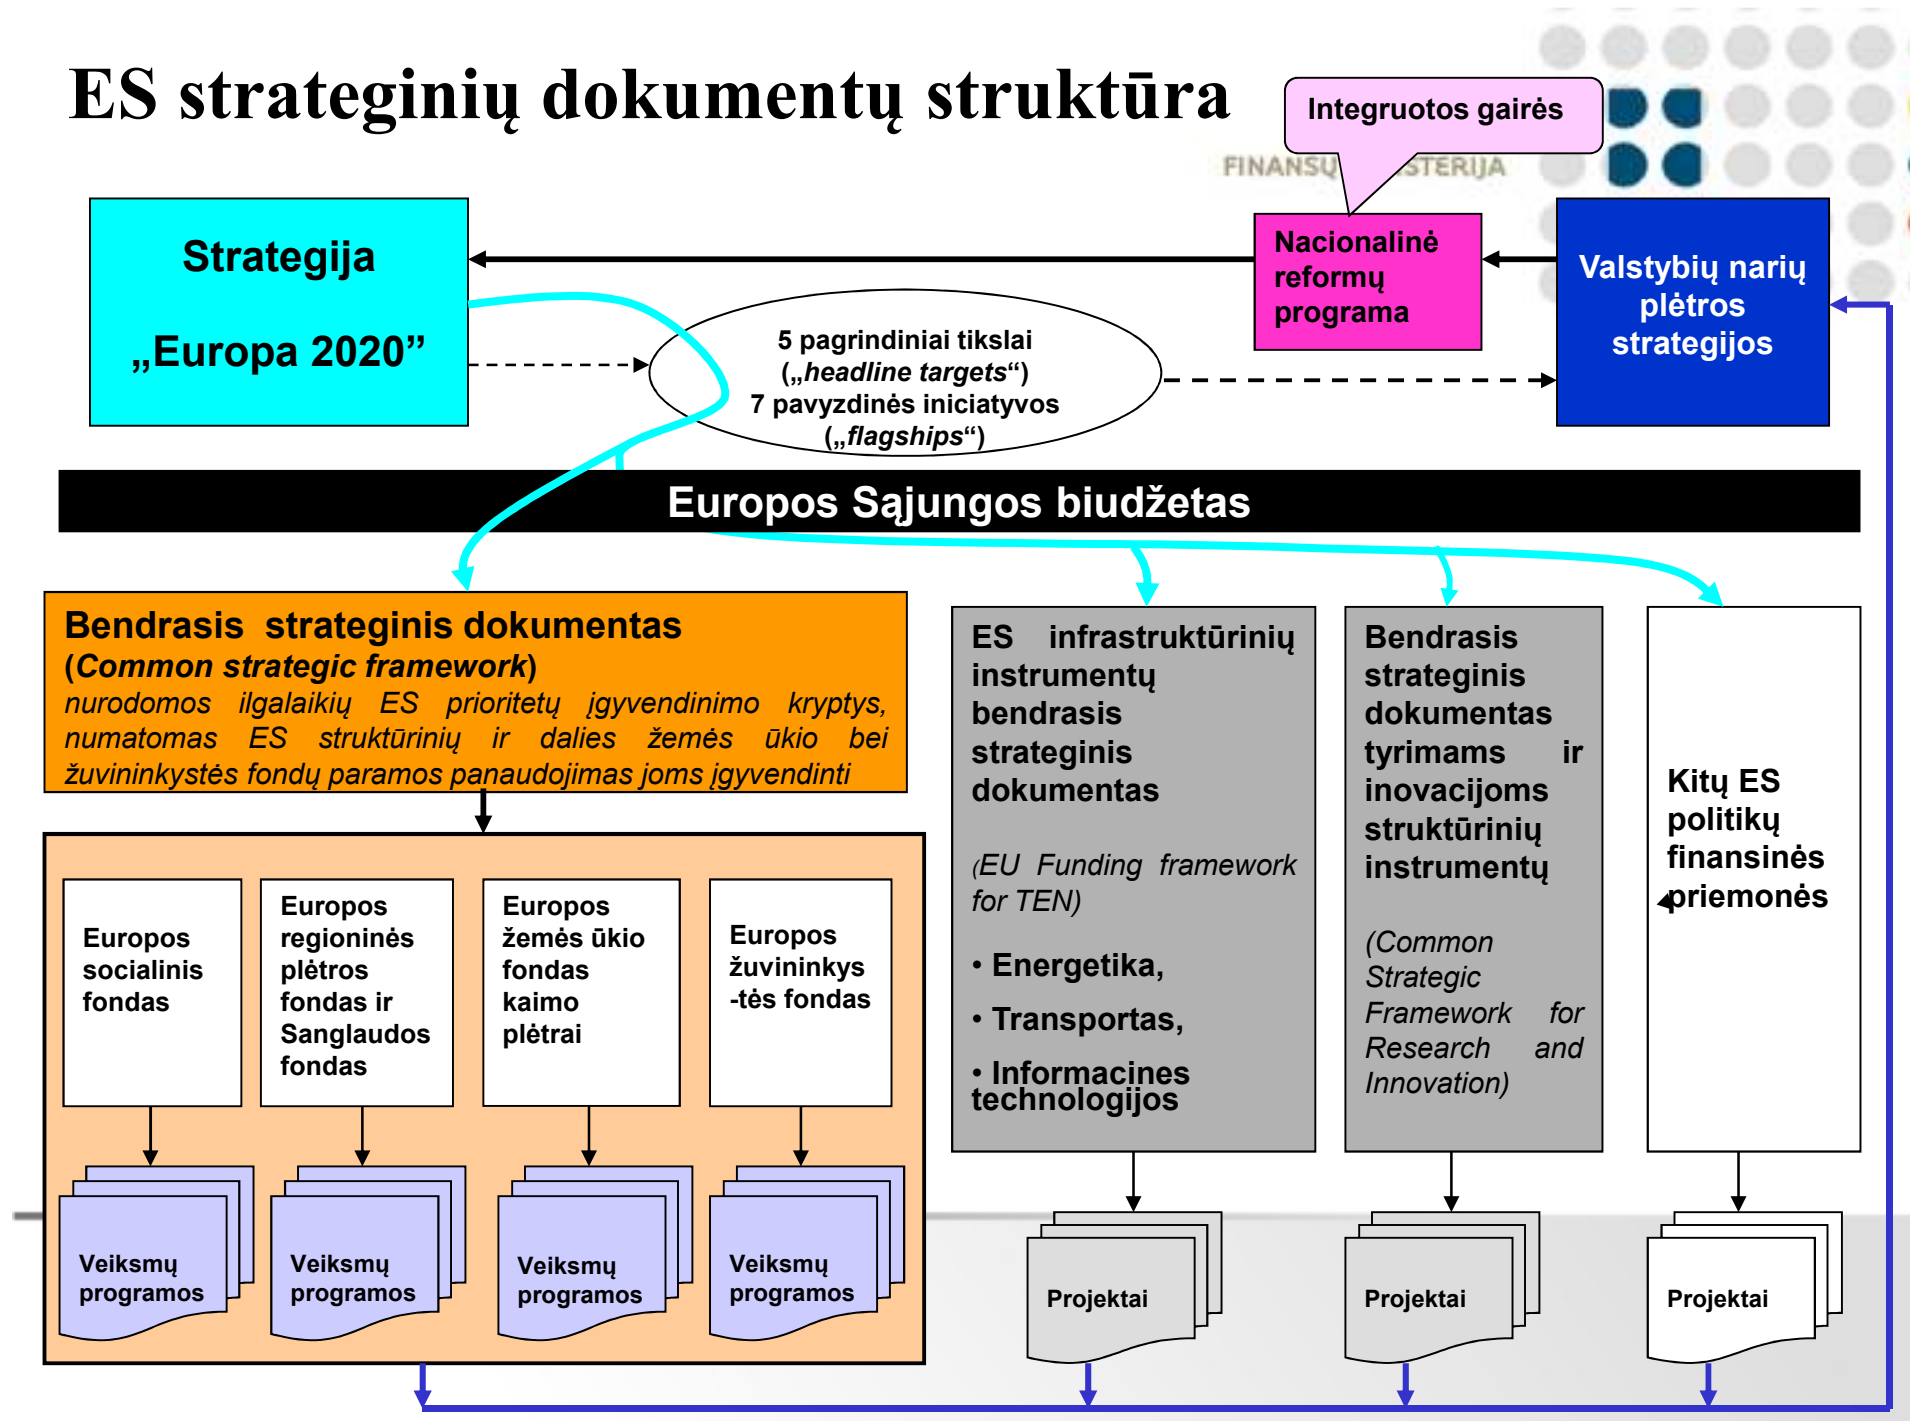 ES strateginių dokumentų struktūra
Integruotos gairės
FINANSŲ
Strategija
„Europa 2020”
Nacionalinė
reformų
programa
Valstybių narių
plėtros
strategijos
5 pagrindiniai tikslai
(„headline targets“)
7 pavyzdinės iniciatyvos
(„flagships“)
Europos Sąjungos biudžetas
Bendrasis strateginis dokumentas
(Common strategic framework)
nurodomos ilgalaikių ES prioritetų įgyvendinimo kryptys,
numatomas ES struktūrinių ir dalies žemės ūkio bei
žuvininkystės fondų paramos panaudojimas joms įgyvendinti
Europos
socialinis
fondas
Europos
regioninės
plėtros
fondas ir
Sanglaudos
fondas
Europos
žemės ūkio
fondas
kaimo
plėtrai
Europos
žuvininkys
-tės fondas
Veiksmų
programos
Veiksmų
programos
Veiksmų
programos
Veiksmų
programos
ES infrastruktūrinių
instrumentų
bendrasis
strateginis
dokumentas
(EU Funding framework
for TEN)
• Energetika,
• Transportas,
• Informacines
technologijos
Projektai
Bendrasis
strateginis
dokumentas
tyrimams ir
inovacijoms
struktūrinių
instrumentų
(Common
Strategic
Framework for
Research and
Innovation)
Projektai
Kitų ES
politikų
finansinės
priemonės
Projektai